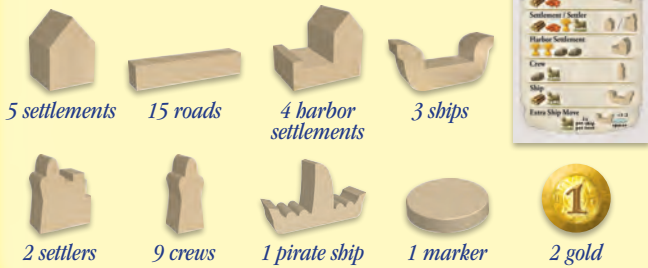 5 settlements
15 roads
4 harbor
settlements
3 ships
Settlement / Settler
Harbor Settlement
Crew
Ship
Extra Ship Move
2 settlers
9 crews
1 pirate ship
1 marker
1
2 gold